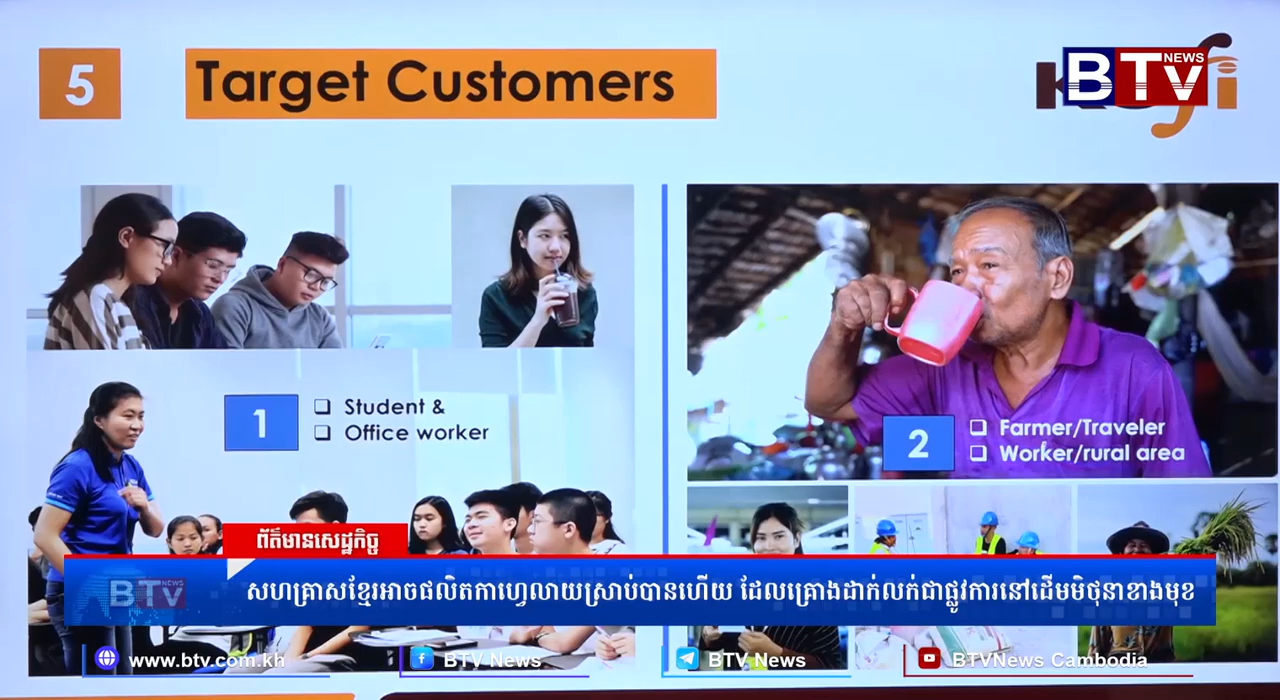 5
Target Customers
BTV NEWS
1
☐ Student &
☐ Office worker
2
☐ Farmer/Traveler
☐ Worker/rural area
ព័ត៌មានសេដ្ឋកិច្ច
BTV NEWS
សហគ្រាសខ្មែរអាចផលិតកាហ្វេលាយស្រាប់បានហើយ ដែលគ្រោងដាក់លក់ជាផ្លូវការនៅដើមមិថុនាខាងមុខ
www.btv.com.kh
BTV News
BTV News
BTVNews Cambodia